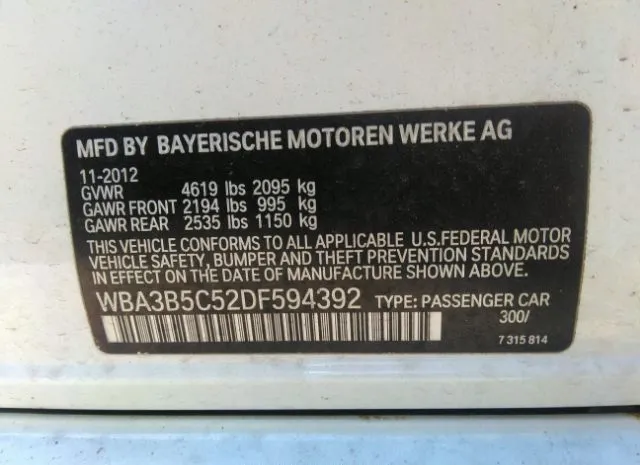 MFD BY BAYERISCHE MOTOREN WERKE AG
11-2012
GVWR 4619 lbs 2095 kg
GAWR FRONT 2194 lbs 995 kg
GAWR REAR 2535 lbs 1150 kg
THIS VEHICLE CONFORMS TO ALL APPLICABLE U.S.FEDERAL MOTOR
VEHICLE SAFETY, BUMPER AND THEFT PREVENTION STANDARDS
IN EFFECT ON THE DATE OF MANUFACTURE SHOWN ABOVE.
WBA3B5C52DF594392 TYPE: PASSENGER CAR
300/
7 315 814